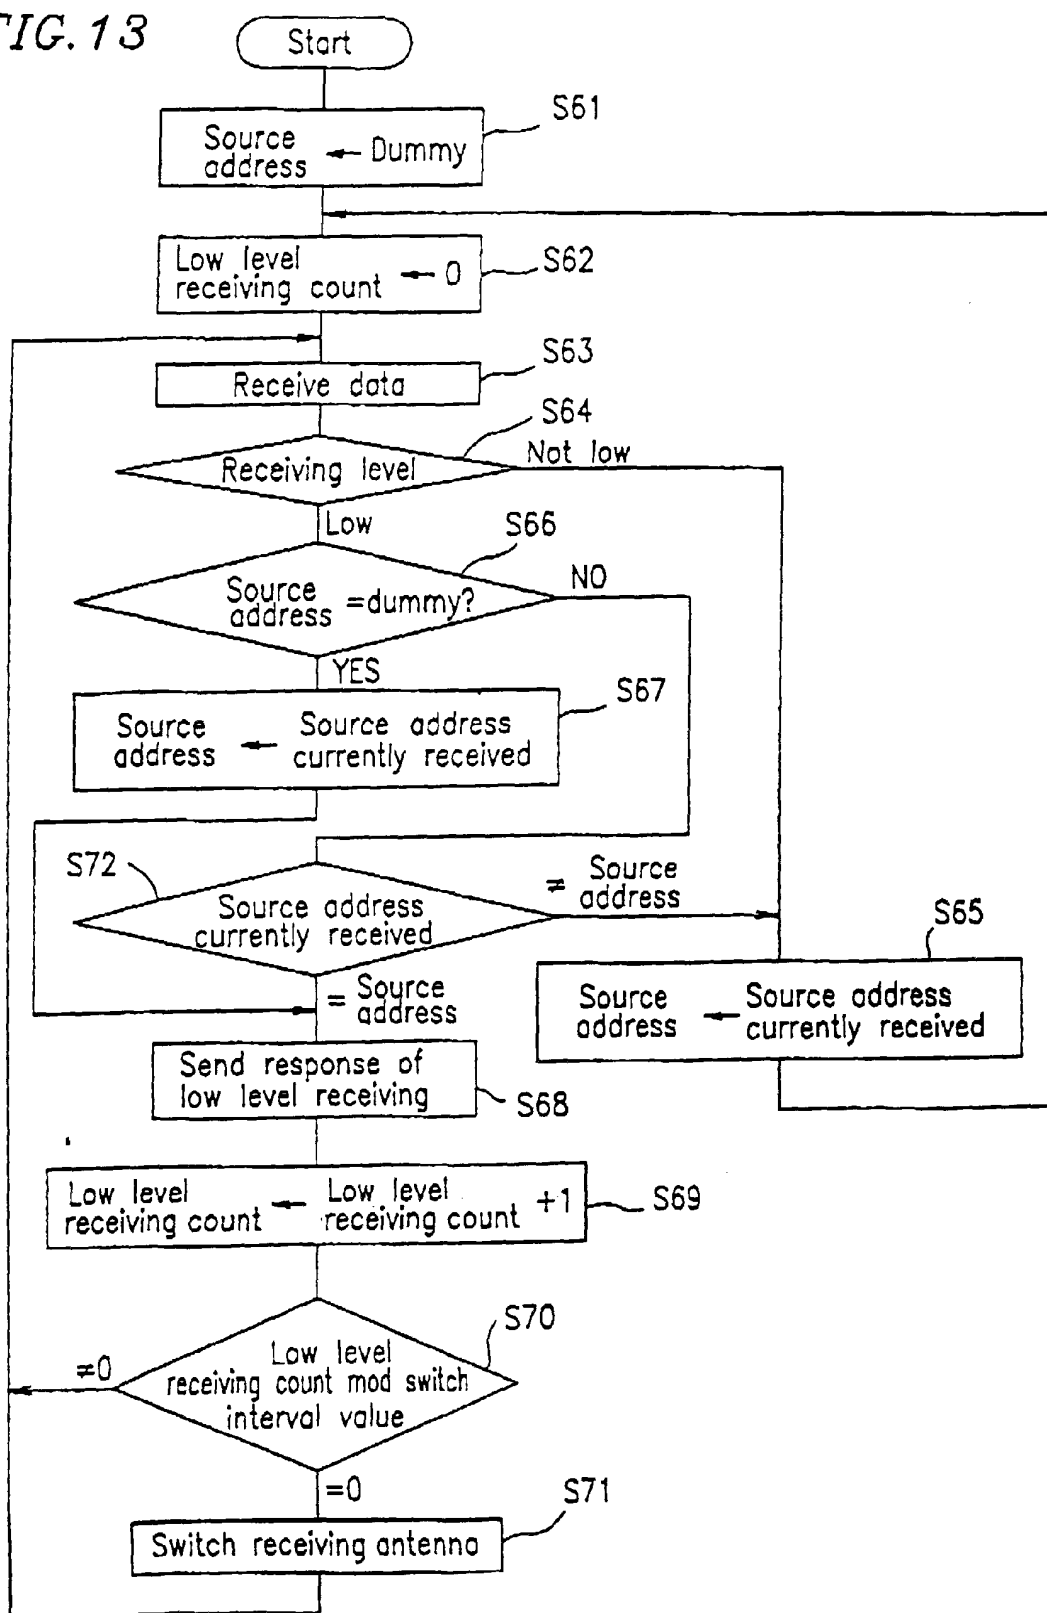 FIG.13
Start
S61
Source address ← Dummy
S62
Low level
receiving count ← 0
S63
Receive data
S64
Receiving level
Not low
Low
S66
Source address =dummy?
NO
YES
S67
Source address ← Source address currently received
S72
Source address
currently received
≠ Source address
= Source address
S65
Source address ← Source address currently received
Send response of
low level receiving
S68
Low level receiving count ← Low level receiving count +1
S69
S70
Low level
receiving count mod switch
interval value
≠0
=0
S71
Switch receiving antenna